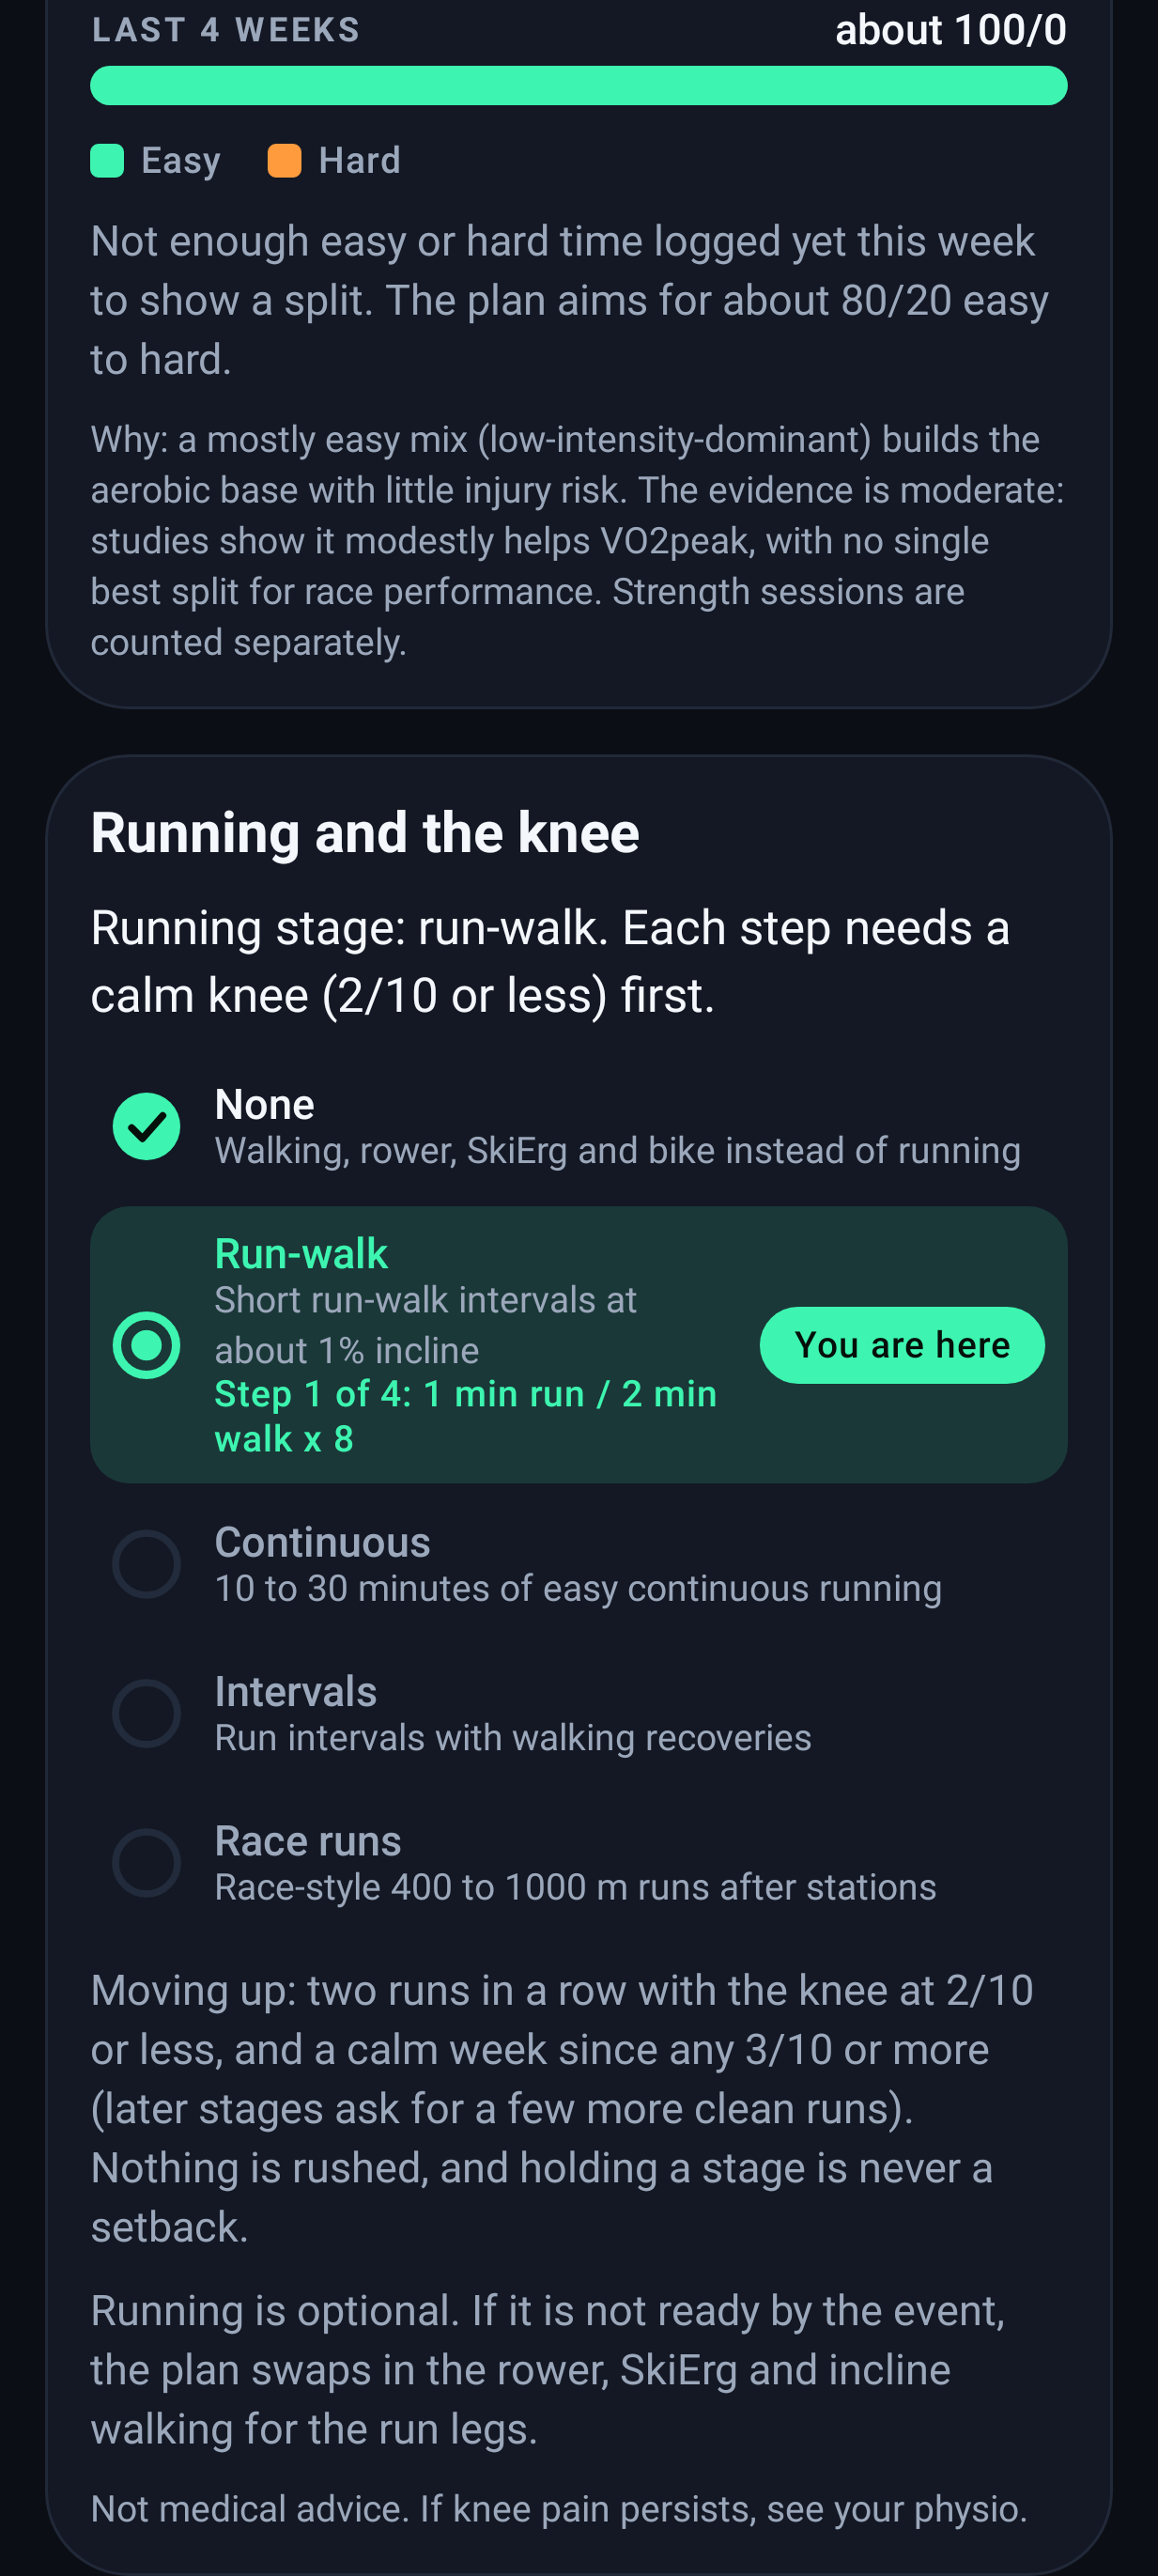 LAST 4 WEEKS
about 100/0
Easy
Hard
Not enough easy or hard time logged yet this week
to show a split. The plan aims for about 80/20 easy
to hard.
Why: a mostly easy mix (low-intensity-dominant) builds the
aerobic base with little injury risk. The evidence is moderate:
studies show it modestly helps VO2peak, with no single
best split for race performance. Strength sessions are
counted separately.
Running and the knee
Running stage: run-walk. Each step needs a
calm knee (2/10 or less) first.
None
Walking, rower, SkiErg and bike instead of running
Run-walk
Short run-walk intervals at
about 1% incline
Step 1 of 4: 1 min run / 2 min
walk x 8
You are here
Continuous
10 to 30 minutes of easy continuous running
Intervals
Run intervals with walking recoveries
Race runs
Race-style 400 to 1000 m runs after stations
Moving up: two runs in a row with the knee at 2/10
or less, and a calm week since any 3/10 or more
(later stages ask for a few more clean runs).
Nothing is rushed, and holding a stage is never a
setback.
Running is optional. If it is not ready by the event,
the plan swaps in the rower, SkiErg and incline
walking for the run legs.
Not medical advice. If knee pain persists, see your physio.